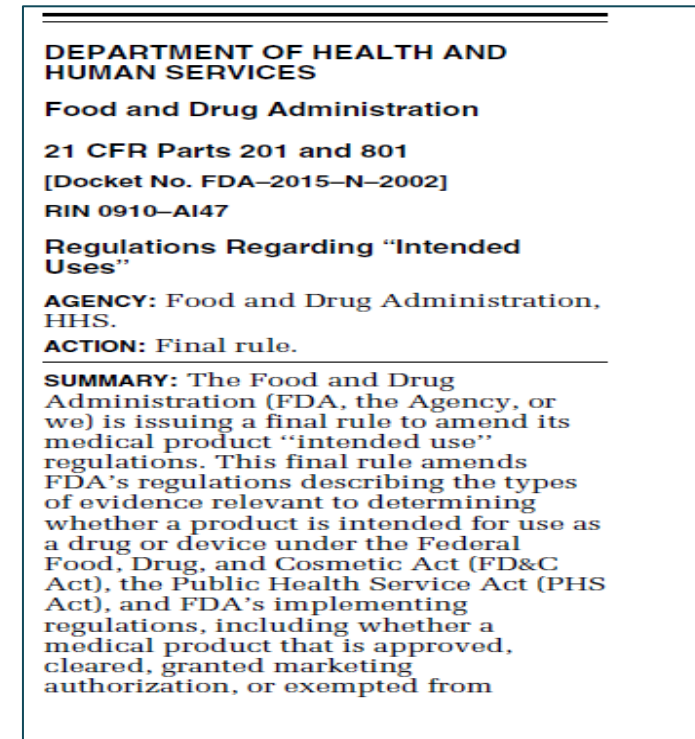 DEPARTMENT OF HEALTH AND
HUMAN SERVICES
Food and Drug Administration
21 CFR Parts 201 and 801
[Docket No. FDA–2015–N–2002]
RIN 0910–AI47
Regulations Regarding “Intended
Uses”
AGENCY: Food and Drug Administration,
HHS.
ACTION: Final rule.
SUMMARY: The Food and Drug
Administration (FDA, the Agency, or
we) is issuing a final rule to amend its
medical product ‘‘intended use’’
regulations. This final rule amends
FDA’s regulations describing the types
of evidence relevant to determining
whether a product is intended for use as
a drug or device under the Federal
Food, Drug, and Cosmetic Act (FD&C
Act), the Public Health Service Act (PHS
Act), and FDA’s implementing
regulations, including whether a
medical product that is approved,
cleared, granted marketing
authorization, or exempted from